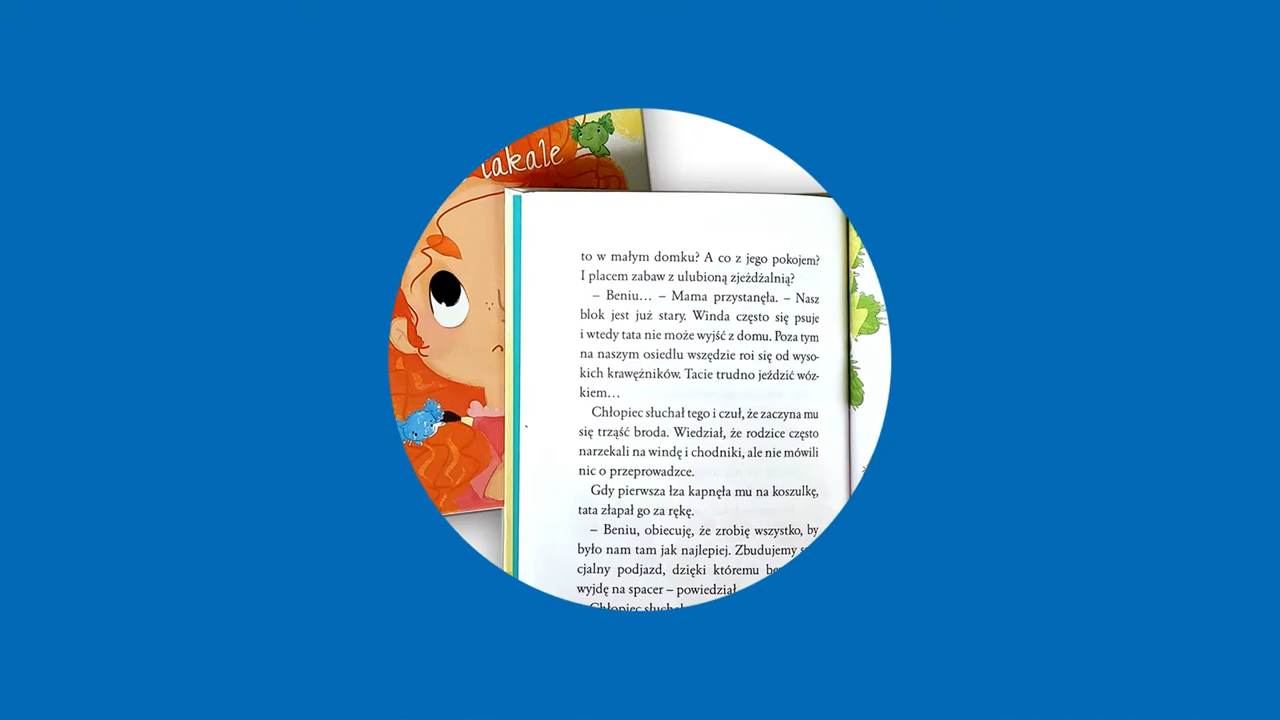 to w małym domku? A co z jego pokojem?
I placem zabaw z ulubioną zjeżdżalnią?
– Beniu... – Mama przystanęła. – Nasz
blok jest już stary. Winda często się psuje
i wtedy tata nie może wyjść z domu. Poza tym
na naszym osiedlu wszędzie roi się od wyso-
kich krawężników. Tacie trudno jeździć wóz-
kiem...
Chłopiec słuchał tego i czuł, że zaczyna mu
się trząść broda. Wiedział, że rodzice często
narzekali na windę i chodniki, ale nie mówili
nic o przeprowadzce.
Gdy pierwsza łza kapnęła mu na koszulkę,
tata złapał go za rękę.
– Beniu, obiecuję, że zrobię wszystko, by
było nam tam jak najlepiej. Zbudujemy
cjalny podjazd, dzięki któremu
wyjdę na spacer – powiedział
Chłopiec